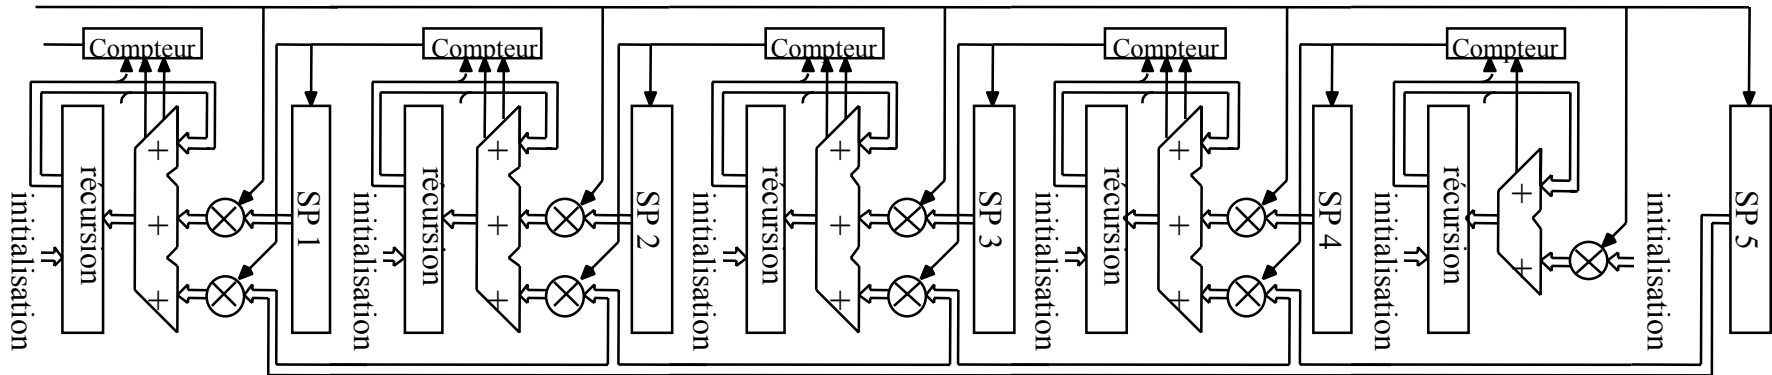 Compteur
Compteur
Compteur
Compteur
Compteur
initialisation
récursion
+
+
+
SP 1
initialisation
récursion
+
+
+
SP 2
initialisation
récursion
+
+
+
SP 3
initialisation
récursion
+
+
+
SP 4
initialisation
récursion
+
+
initialisation
SP 5